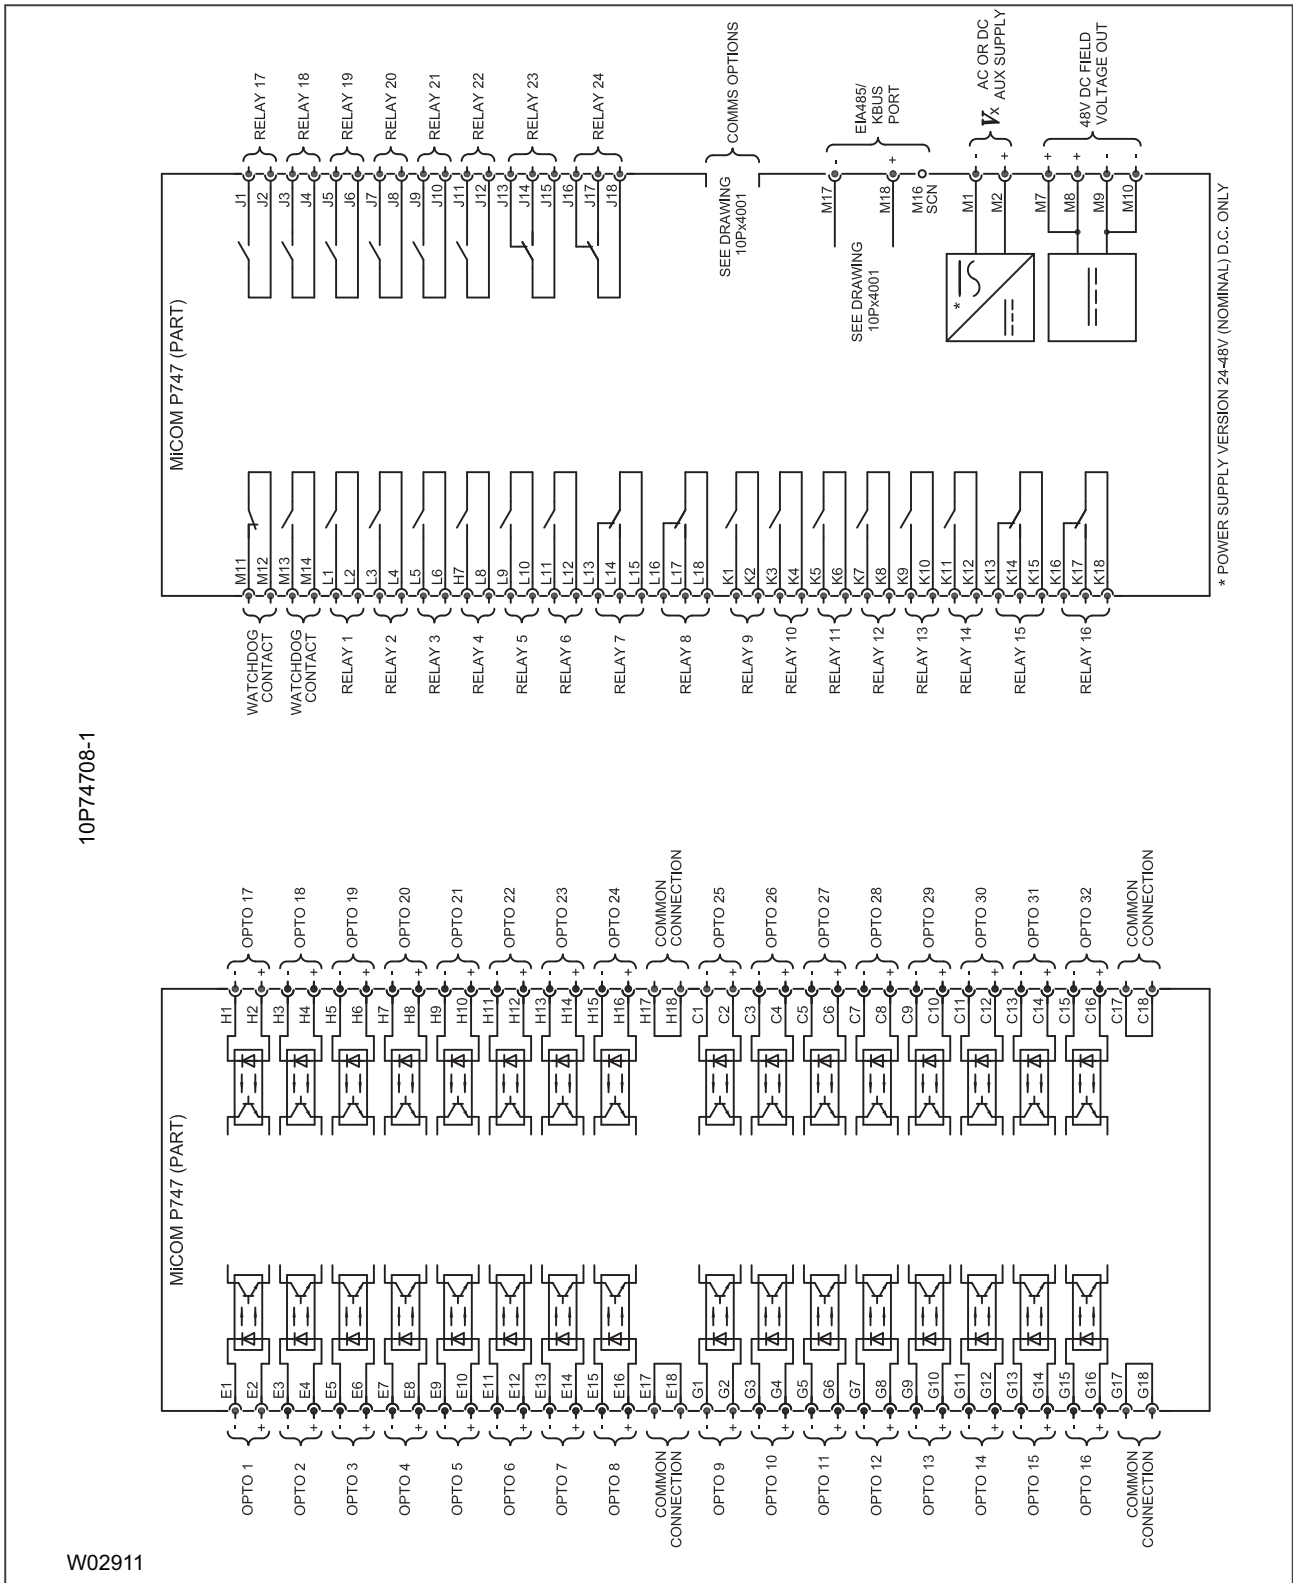 10P74708-1
MiCOM P747 (PART)
J1
J2
J3
J4
J5
J6
J7
J8
J9
J10
J11
J12
J13
J14
J15
J16
J17
J18
RELAY 17
RELAY 18
RELAY 19
RELAY 20
RELAY 21
RELAY 22
RELAY 23
RELAY 24
COMMS OPTIONS
SEE DRAWING
10Px4001
EIA485/
KBUS
PORT
-
+
M17
M18
M16
SCN
SEE DRAWING
10Px4001
AC OR DC
AUX SUPPLY
Vx
-
+
M1
M2
*
48V DC FIELD
VOLTAGE OUT
+
+
-
-
M7
M8
M9
M10
M11
M12
M13
M14
L1
L2
L3
L4
L5
L6
H7
L8
L9
L10
L11
L12
L13
L14
L15
L16
L17
L18
K1
K2
K3
K4
K5
K6
K7
K8
K9
K10
K11
K12
K13
K14
K15
K16
K17
K18
WATCHDOG
CONTACT
WATCHDOG
CONTACT
RELAY 1
RELAY 2
RELAY 3
RELAY 4
RELAY 5
RELAY 6
RELAY 7
RELAY 8
RELAY 9
RELAY 10
RELAY 11
RELAY 12
RELAY 13
RELAY 14
RELAY 15
RELAY 16
* POWER SUPPLY VERSION 24-48V (NOMINAL) D.C. ONLY
MiCOM P747 (PART)
OPTO 17
OPTO 18
OPTO 19
OPTO 20
OPTO 21
OPTO 22
OPTO 23
OPTO 24
COMMON
CONNECTION
OPTO 25
OPTO 26
OPTO 27
OPTO 28
OPTO 29
OPTO 30
OPTO 31
OPTO 32
COMMON
CONNECTION
- + - + - + - + - + - + - + - + - + - + - + - + - + - + - + - +
H1
H2
H3
H4
H5
H6
H7
H8
H9
H10
H11
H12
H13
H14
H15
H16
H17
H18
C1
C2
C3
C4
C5
C6
C7
C8
C9
C10
C11
C12
C13
C14
C15
C16
C17
C18
E1
E2
E3
E4
E5
E6
E7
E8
E9
E10
E11
E12
E13
E14
E15
E16
E17
E18
G1
G2
G3
G4
G5
G6
G7
G8
G9
G10
G11
G12
G13
G14
G15
G16
G17
G18
- + - + - + - + - + - + - + - + - + - + - + - + - + - + - + - +
OPTO 1
OPTO 2
OPTO 3
OPTO 4
OPTO 5
OPTO 6
OPTO 7
OPTO 8
COMMON
CONNECTION
OPTO 9
OPTO 10
OPTO 11
OPTO 12
OPTO 13
OPTO 14
OPTO 15
OPTO 16
COMMON
CONNECTION
W02911